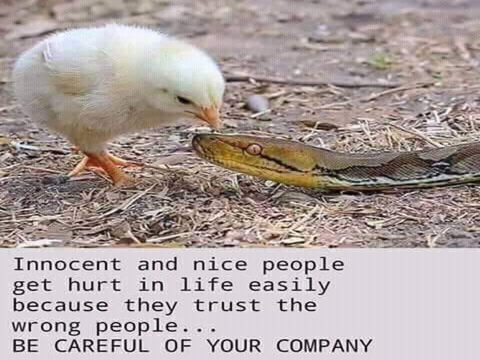 Innocent and nice people
get hurt in life easily
because they trust the
wrong people...
BE CAREFUL OF YOUR COMPANY